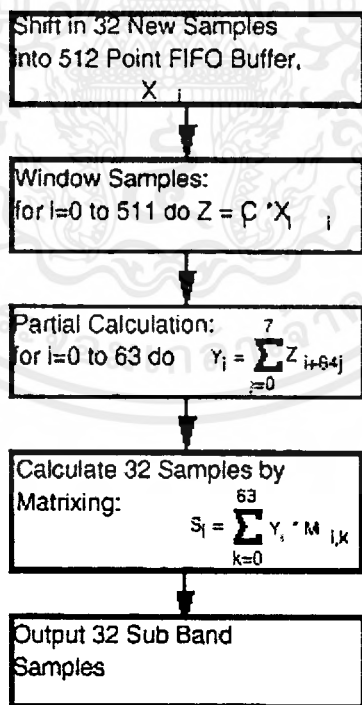 Shift in 32 New Samples
into 512 Point FIFO Buffer,
X i
Window Samples:
for i=0 to 511 do Z = C * X i i
Partial Calculation:
for i=0 to 63 do Y i = 7 ∑ j=0 Z i+64j
Calculate 32 Samples by
Matrixing:
S i = 63 ∑ k=0 Y i * M i,k
Output 32 Sub Band
Samples